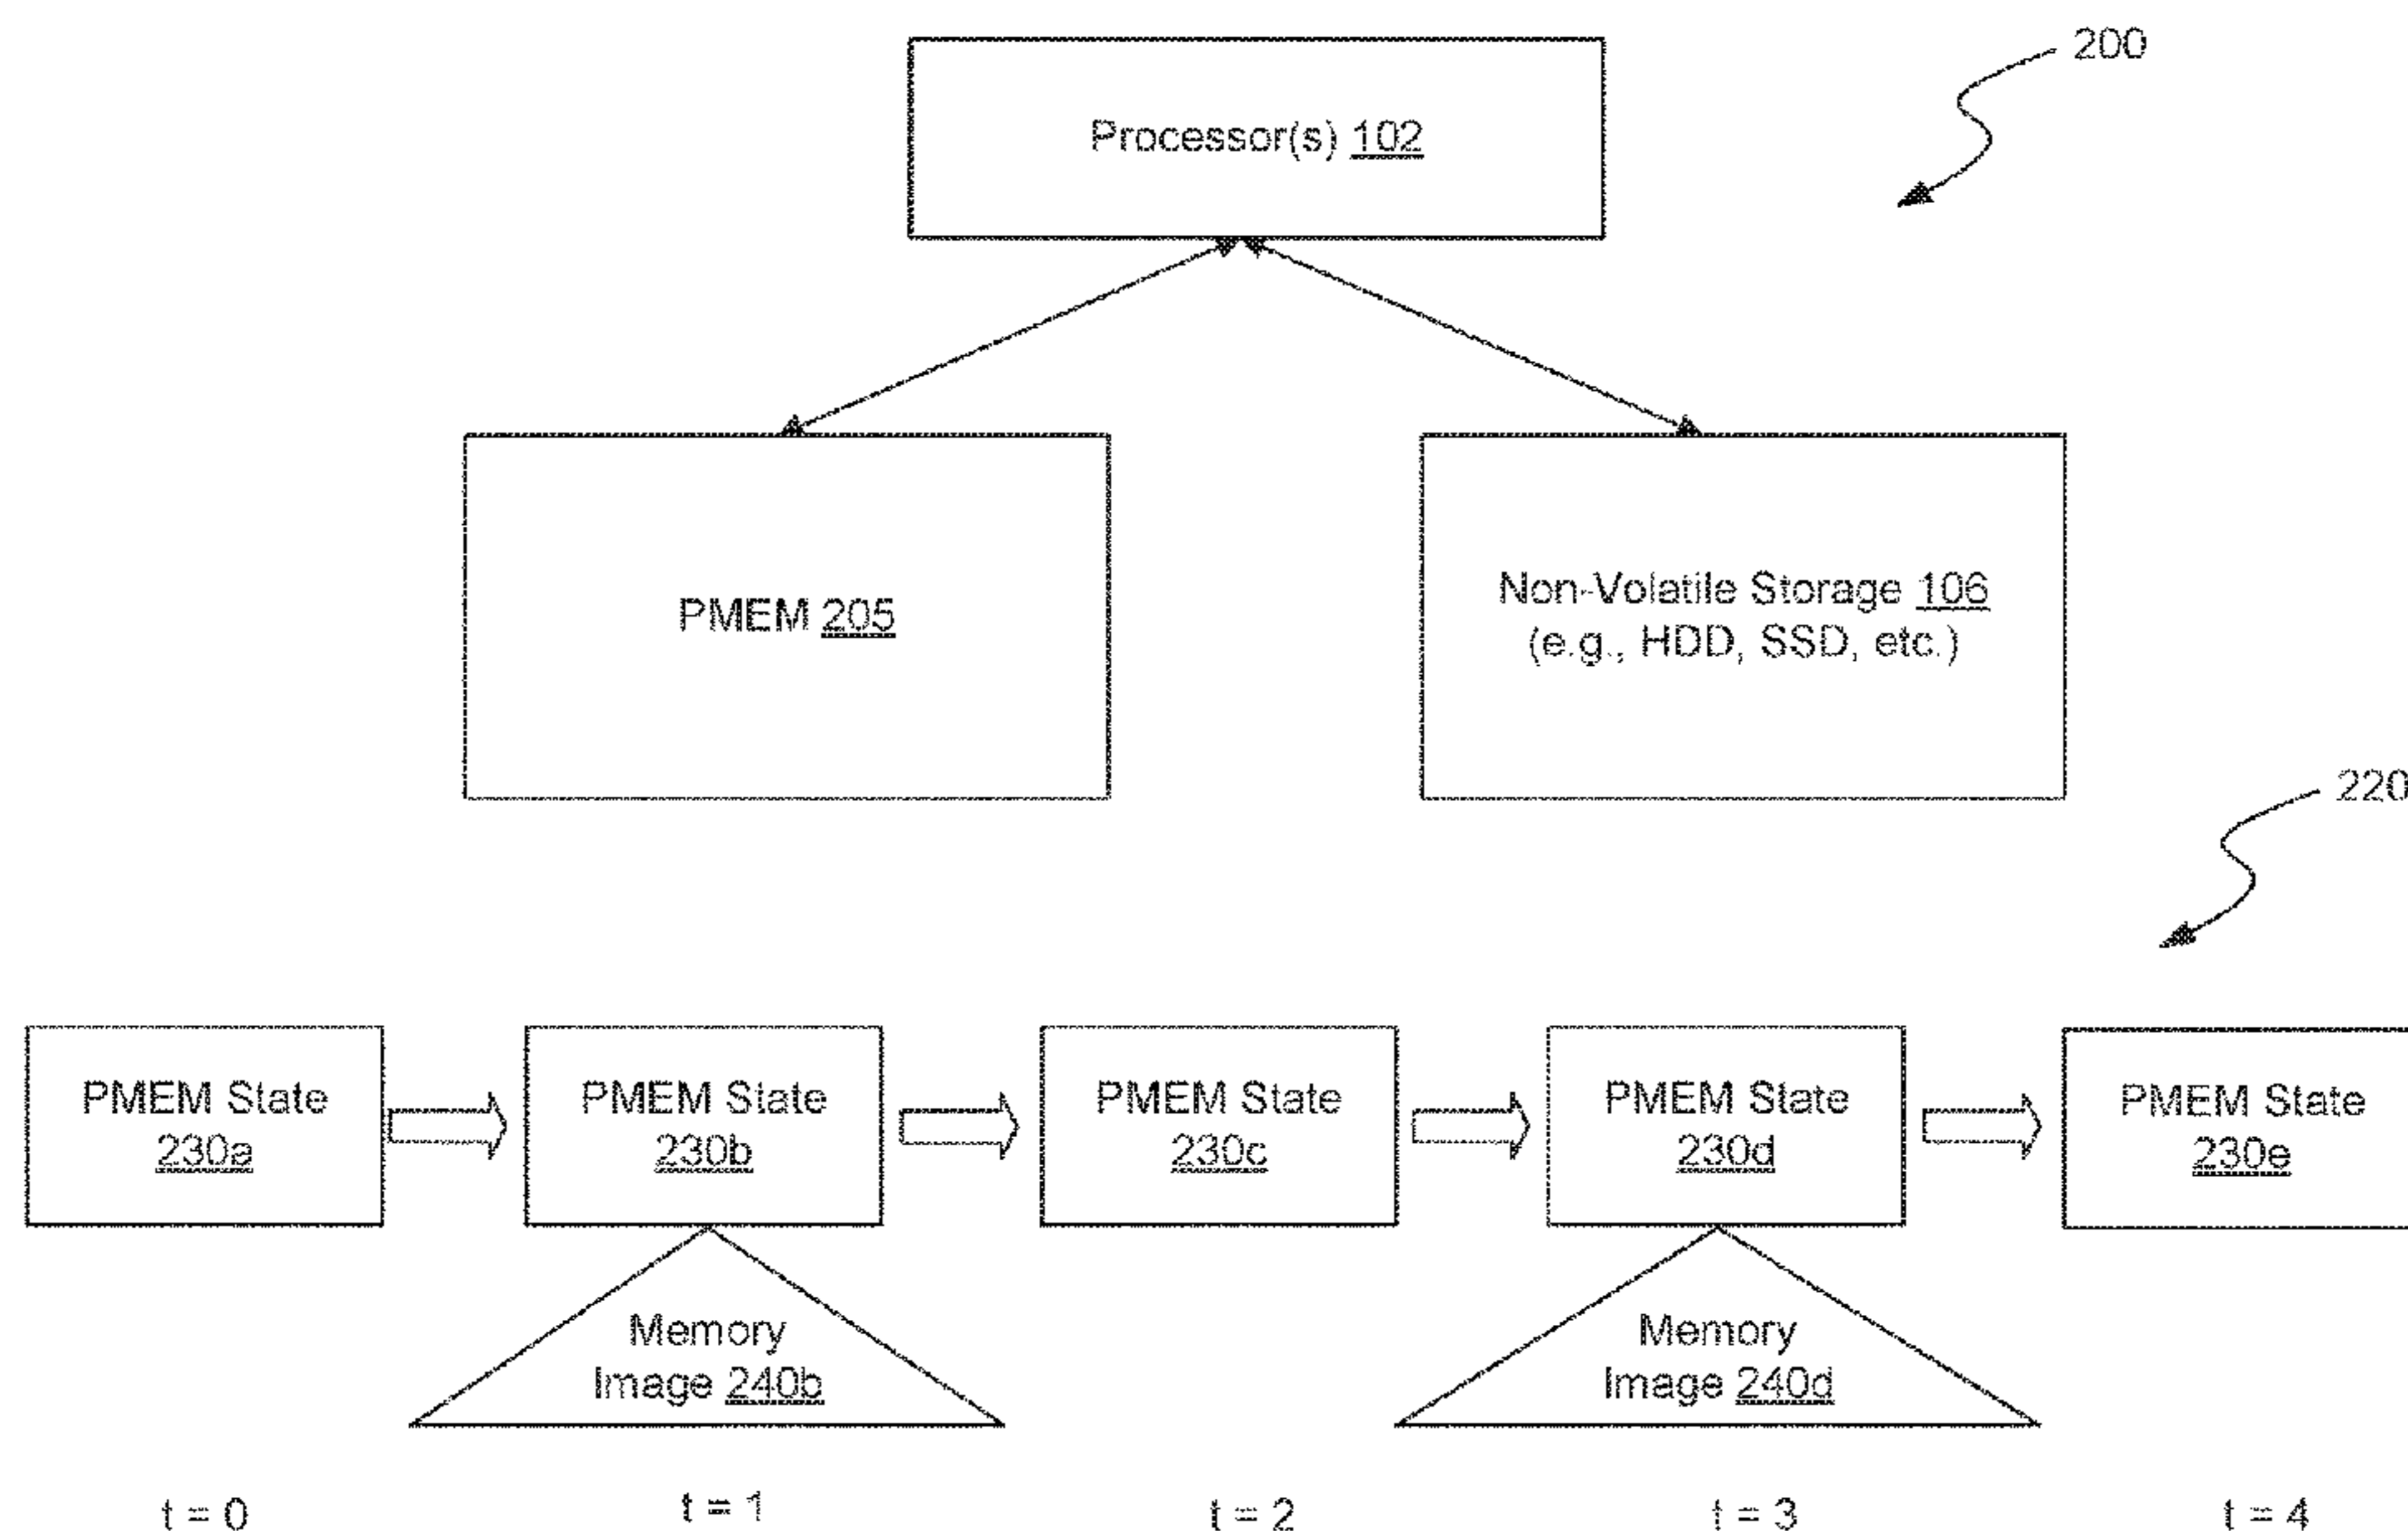 200
Processor(s) 102
PMEM 205
Non-Volatile Storage 106
(e.g., HDD, SSD, etc.)
220
PMEM State
230a
PMEM State
230b
PMEM State
230c
PMEM State
230d
PMEM State
230e
Memory
Image 240b
Memory
Image 240d
t = 0
t = 1
t = 2
t = 3
t = 4